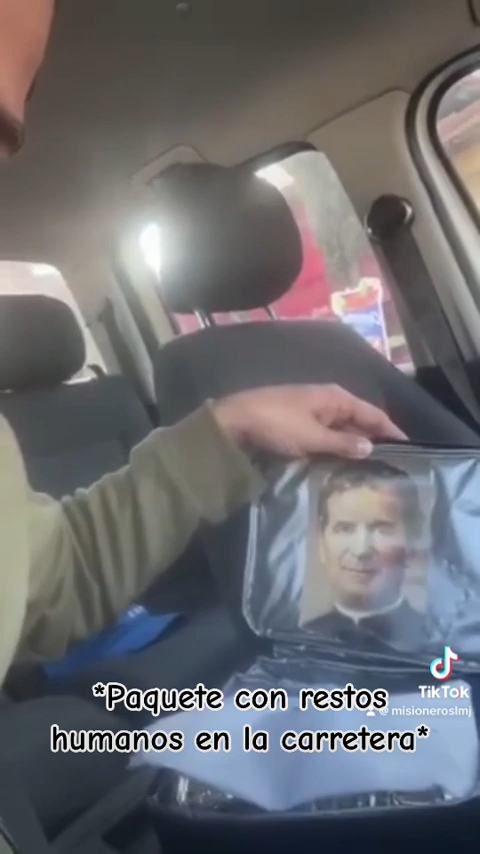 *Paquete con restos
humanos en la carretera*
TikTok
@misioneroslmj